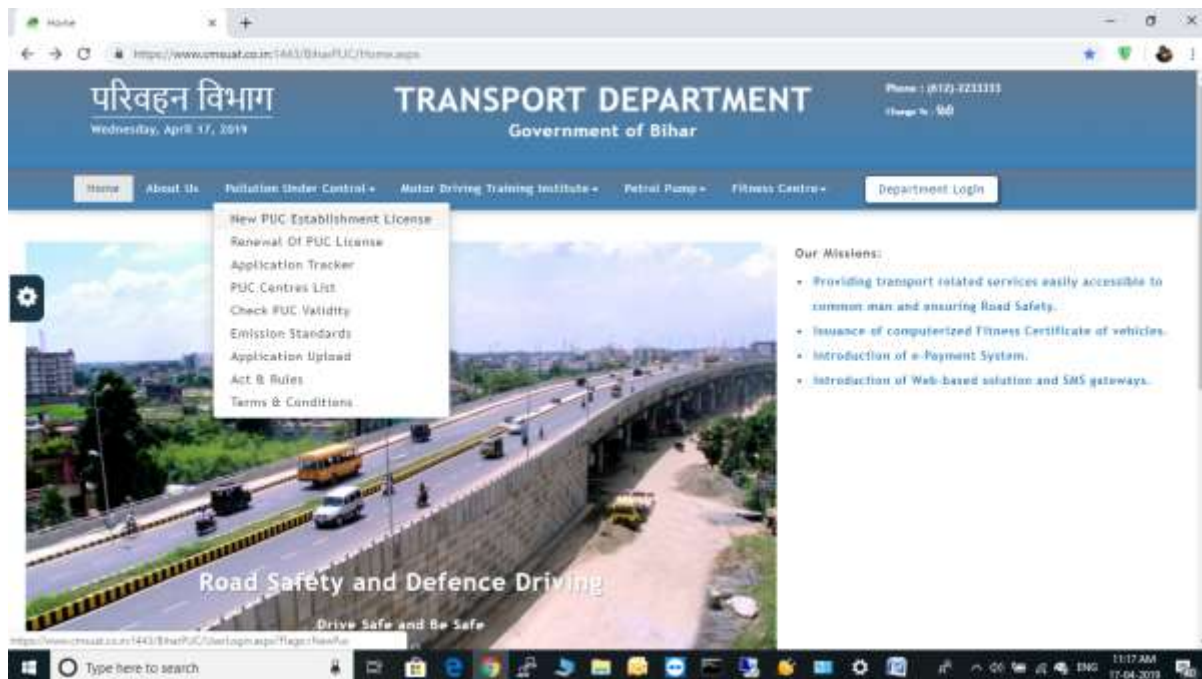 Home
https://www.cmsuat.co.in:1443/BiharPUC/Home.aspx
परिवहन विभाग
Wednesday, April 17, 2019
TRANSPORT DEPARTMENT
Government of Bihar
Phone : (612)-2233333
Change To : हिंदी
Home About Us Pollution Under Control Motor Driving Training Institute Petrol Pump Fitness Centre Department Login
New PUC Establishment License
Renewal Of PUC License
Application Tracker
PUC Centres List
Check PUC Validity
Emission Standards
Application Upload
Act & Rules
Terms & Conditions
Our Missions:
Providing transport related services easily accessible to
common man and ensuring Road Safety.
Issuance of computerized Fitness Certificate of vehicles.
Introduction of e-Payment System.
Introduction of Web-based solution and SMS gateways.
Road Safety and Defence Driving
Drive Safe and Be Safe
Type here to search
ENG
11:17 AM
17-04-2019